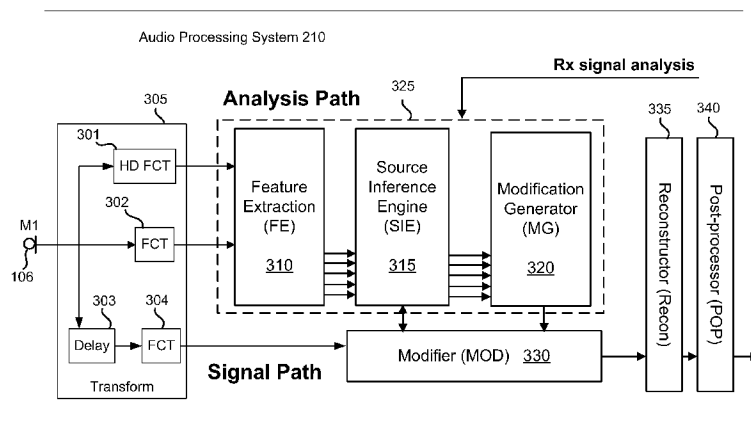 Audio Processing System 210
Rx signal analysis
325
335
340
305
Analysis Path
301
HD FCT
302
FCT
M1
106
303
304
Delay
FCT
Transform
Feature
Extraction
(FE)
310
Source
Inference
Engine
(SIE)
315
Modification
Generator
(MG)
320
Signal Path
Modifier (MOD) 330
Reconstructor (Recon)
Post-processor (POP)